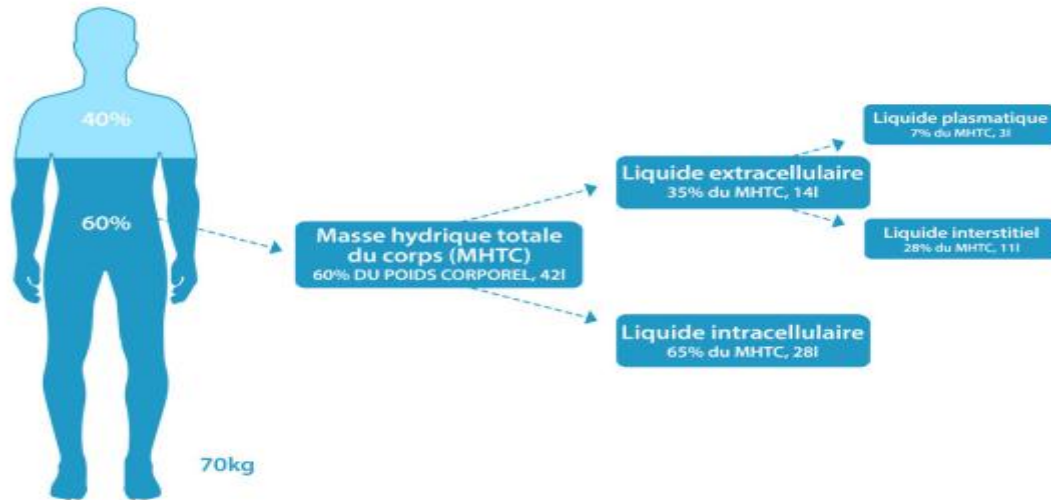 40%
60%
70kg
Masse hydrique totale
du corps (MHTC)
60% DU POIDS CORPOREL, 42l
Liquide extracellulaire
35% du MHTC, 14l
Liquide intracellulaire
65% du MHTC, 28l
Liquide plasmatique
7% du MHTC, 3l
Liquide interstitiel
28% du MHTC, 11l